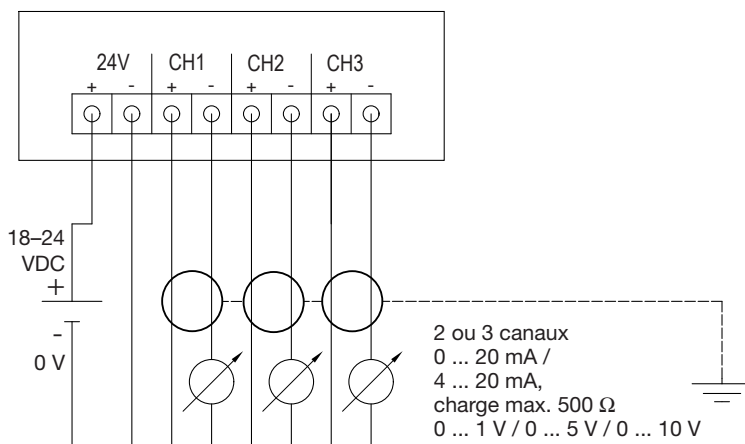 24V CH1 CH2 CH3
+ - + - + - + -
18–24
VDC
+
-
0 V
2 ou 3 canaux
0 ... 20 mA /
4 ... 20 mA,
charge max. 500 Ω
0 ... 1 V / 0 ... 5 V / 0 ... 10 V